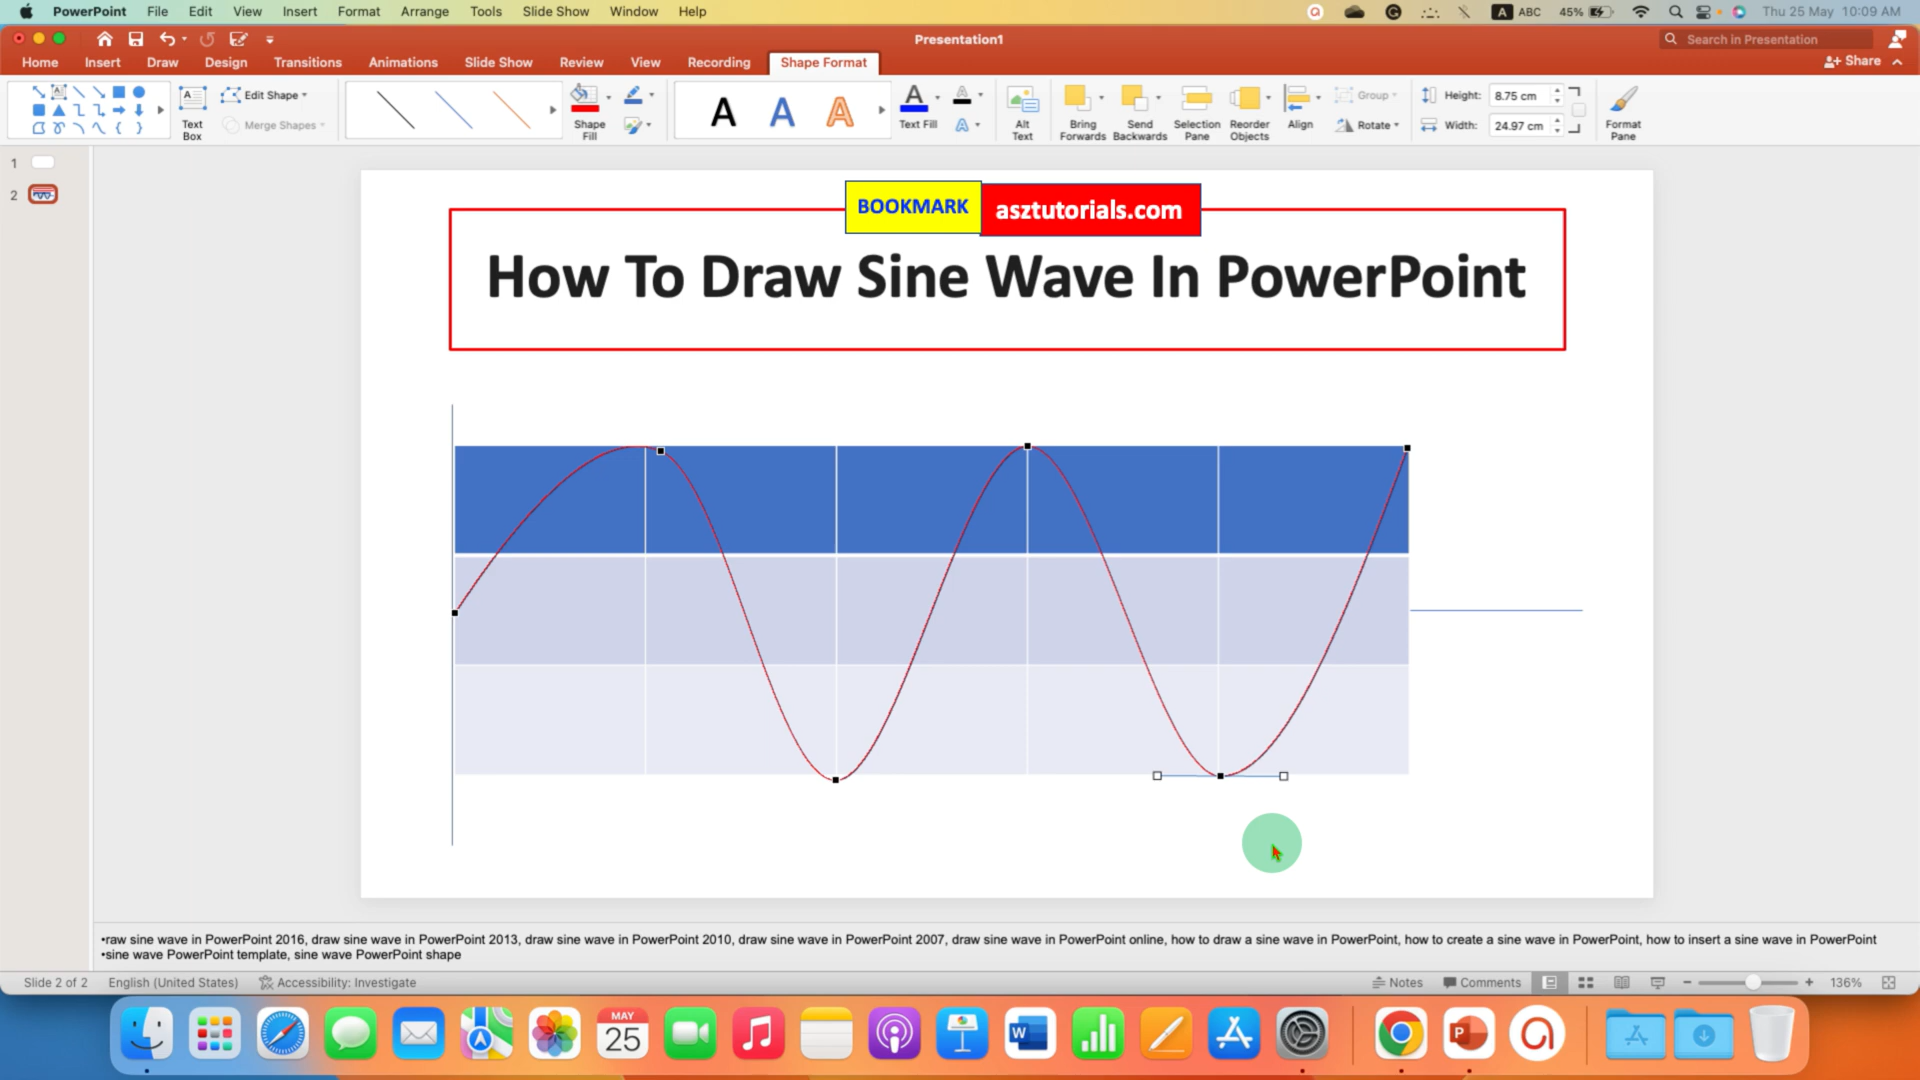 PowerPoint File Edit View Insert Format Arrange Tools Slide Show Window Help
A ABC 45% Thu 25 May 10:09 AM
Presentation1
Search in Presentation
Home Insert Draw Design Transitions Animations Slide Show Review View Recording Shape Format
Share
Text Box
Edit Shape
Merge Shapes
Shape Fill
A A A
Text Fill
Alt Text
Bring Forwards
Send Backwards
Selection Pane
Reorder Objects
Align
Group
Rotate
Height: 8.75 cm
Width: 24.97 cm
Format Pane
1
2
BOOKMARK
asztutorials.com
How To Draw Sine Wave In PowerPoint
•raw sine wave in PowerPoint 2016, draw sine wave in PowerPoint 2013, draw sine wave in PowerPoint 2010, draw sine wave in PowerPoint 2007, draw sine wave in PowerPoint online, how to draw a sine wave in PowerPoint, how to create a sine wave in PowerPoint, how to insert a sine wave in PowerPoint
•sine wave PowerPoint template, sine wave PowerPoint shape
Slide 2 of 2 English (United States) Accessibility: Investigate
Notes Comments 136%
MAY
25
W
P